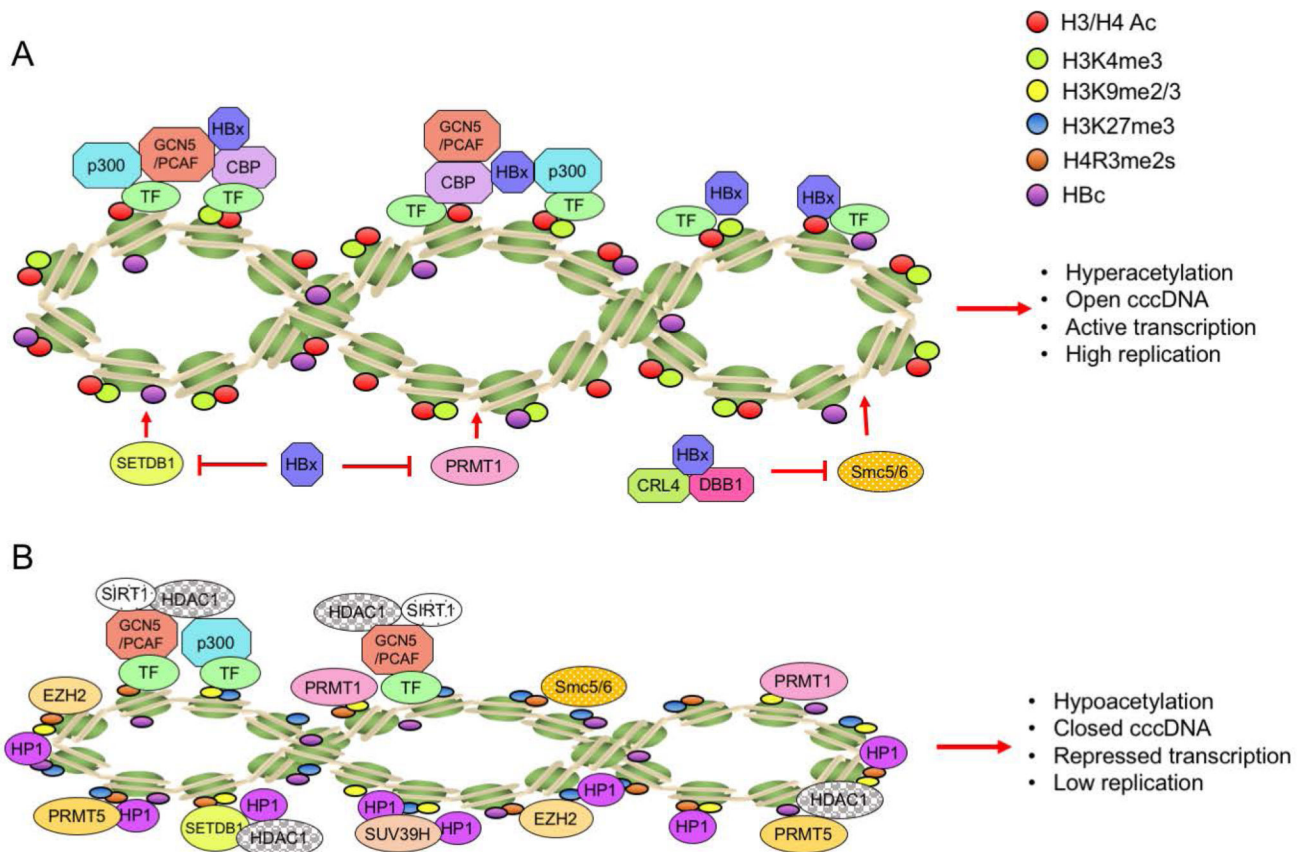 A
H3/H4 Ac
H3K4me3
H3K9me2/3
H3K27me3
H4R3me2s
HBc
HBx
GCN5
/PCAF
p300
CBP
TF
TF
GCN5
/PCAF
CBP
HBx
p300
TF
TF
HBx
HBx
TF
TF
• Hyperacetylation
• Open cccDNA
• Active transcription
• High replication
SETDB1
HBx
PRMT1
HBx
CRL4
DBB1
Smc5/6
B
SIRT1
HDAC1
GCN5
/PCAF
p300
TF
TF
EZH2
HP1
PRMT5
HP1
SETDB1
HP1
HDAC1
HDAC1
SIRT1
GCN5
/PCAF
PRMT1
TF
Smc5/6
HP1
SUV39H
HP1
EZH2
HP1
PRMT1
HP1
HDAC1
HP1
PRMT5
• Hypoacetylation
• Closed cccDNA
• Repressed transcription
• Low replication